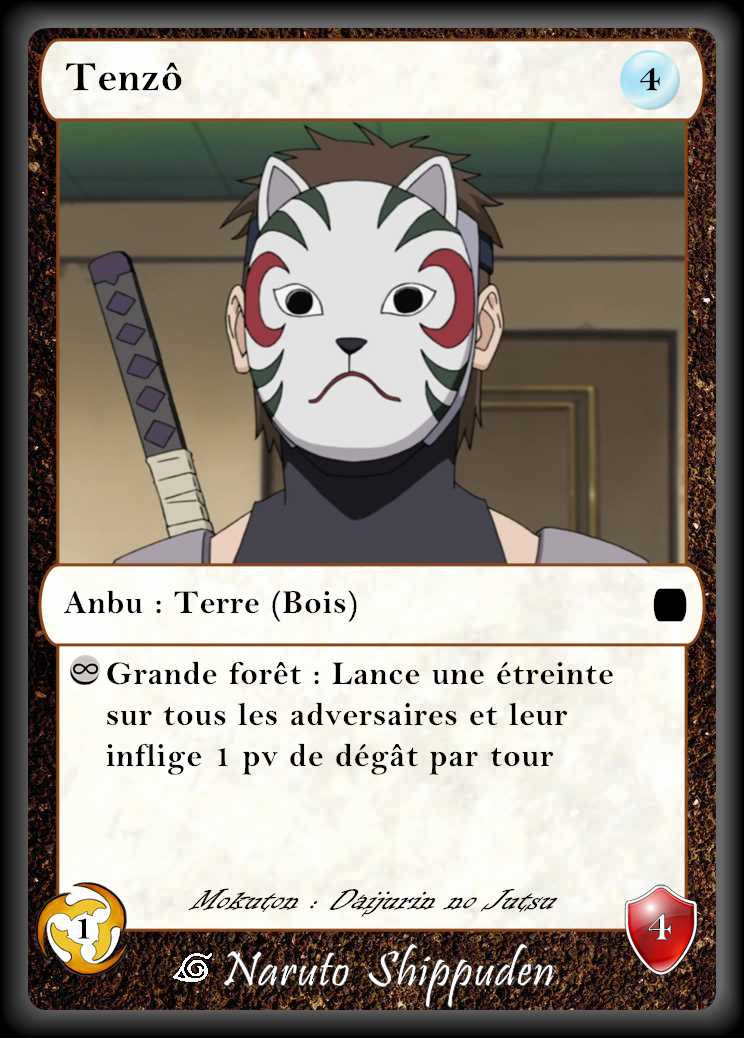 Tenzô
4
Anbu : Terre (Bois)
∞ Grande forêt : Lance une étreinte
sur tous les adversaires et leur
inflige 1 pv de dégât par tour
Mokuton : Daijurin no Jutsu
1
4
Naruto Shippuden